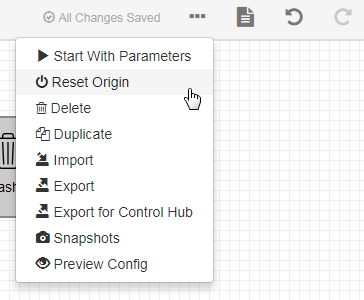 All Changes Saved
Start With Parameters
Reset Origin
Delete
Duplicate
Import
ash
Export
Export for Control Hub
Snapshots
Preview Config